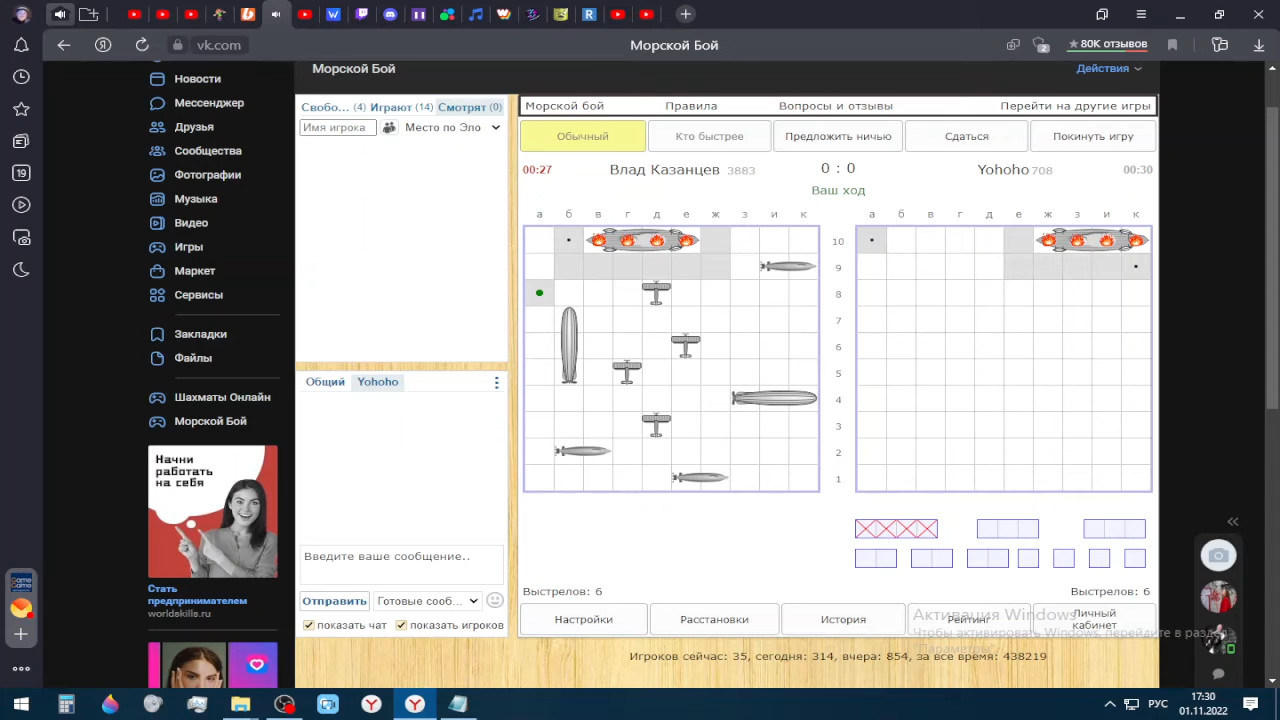 vk.com
Морской Бой
★ 80К отзывов
Новости
Мессенджер
Друзья
Сообщества
Фотографии
Музыка
Видео
Игры
Маркет
Сервисы
Закладки
Файлы
Шахматы Онлайн
Морской Бой
Начни
работать
на себя
Стать
предпринимателем
worldskills.ru
19
Морской Бой
Действия
Свобо... (4) Играют (14) Смотрят (0)
Имя игрока
Место по Эло
Общий
Yohoho
Введите ваше сообщение..
Отправить
Готовые сооб...
показать чат
показать игроков
Морской бой
Правила
Вопросы и отзывы
Перейти на другие игры
Обычный
Кто быстрее
Предложить ничью
Сдаться
Покинуть игру
00:27
Влад Казанцев 3883
0 : 0
Yohoho 708
00:30
Ваш ход
а б в г д е ж з и к
а б в г д е ж з и к
10
9
8
7
6
5
4
3
2
1
Выстрелов: 6
Выстрелов: 6
Настройки
Расстановки
История
Рейтинг
Личный
кабинет
Активация Windows
Чтобы активировать Windows, перейдите в раздел
"Параметры".
Игроков сейчас: 35, сегодня: 314, вчера: 854, за все время: 438219
РУС
17:30
01.11.2022